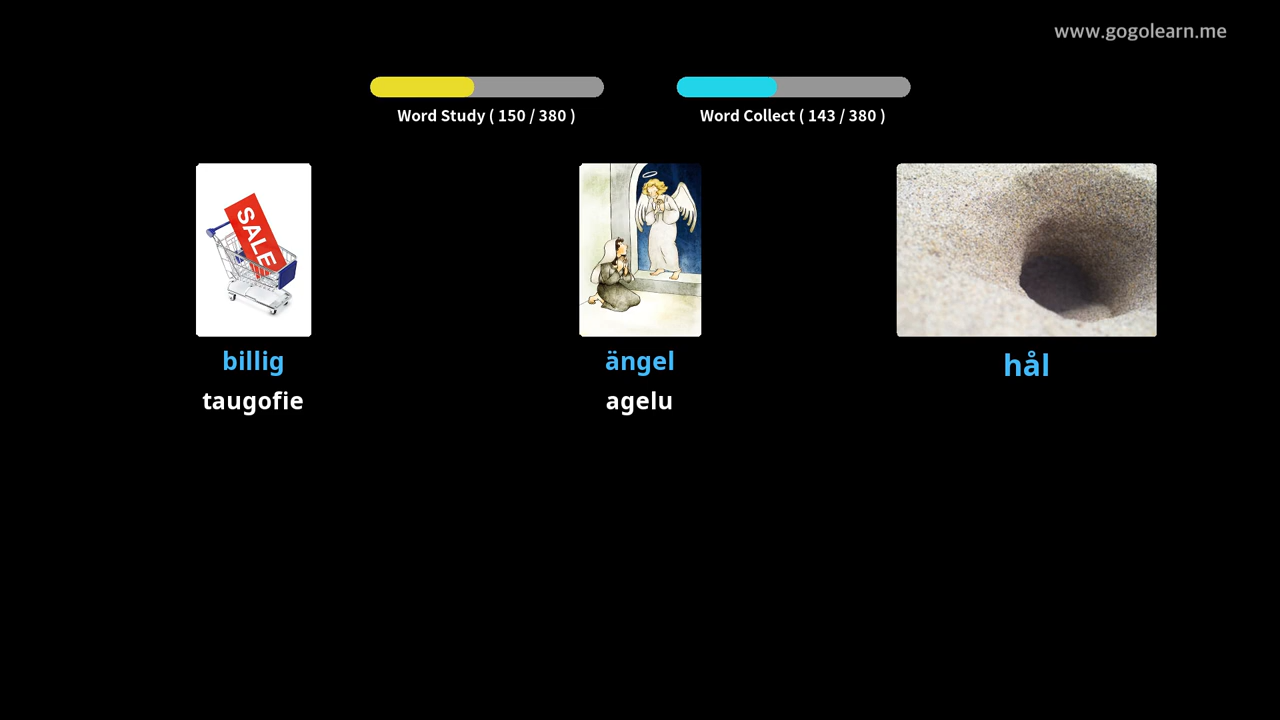 www.gogolearn.me
Word Study ( 150 / 380 )
Word Collect ( 143 / 380 )
SALE
billig
taugofie
ängel
agelu
hål